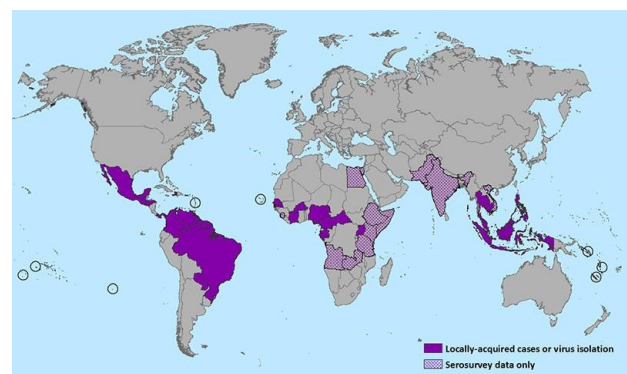 Locally-acquired cases or virus isolation
Serosurvey data only